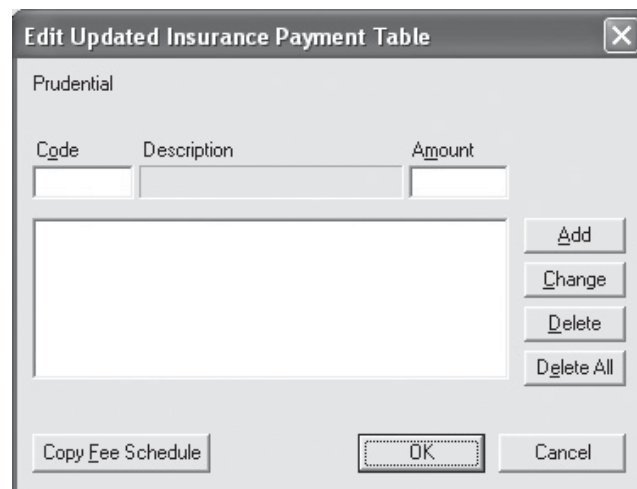 Edit Updated Insurance Payment Table
Prudential
Code Description Amount
Add
Change
Delete
Delete All
Copy Fee Schedule OK Cancel